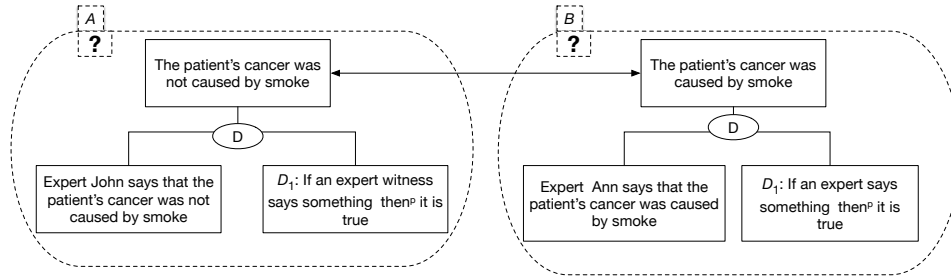 A
?
The patient's cancer was
not caused by smoke
D
Expert John says that the
patient's cancer was not
caused by smoke
D₁: If an expert witness
says something thenᵖ it is
true
B
?
The patient's cancer was
caused by smoke
D
Expert Ann says that the
patient's cancer was caused
by smoke
D₁: If an expert says
something thenᵖ it is
true